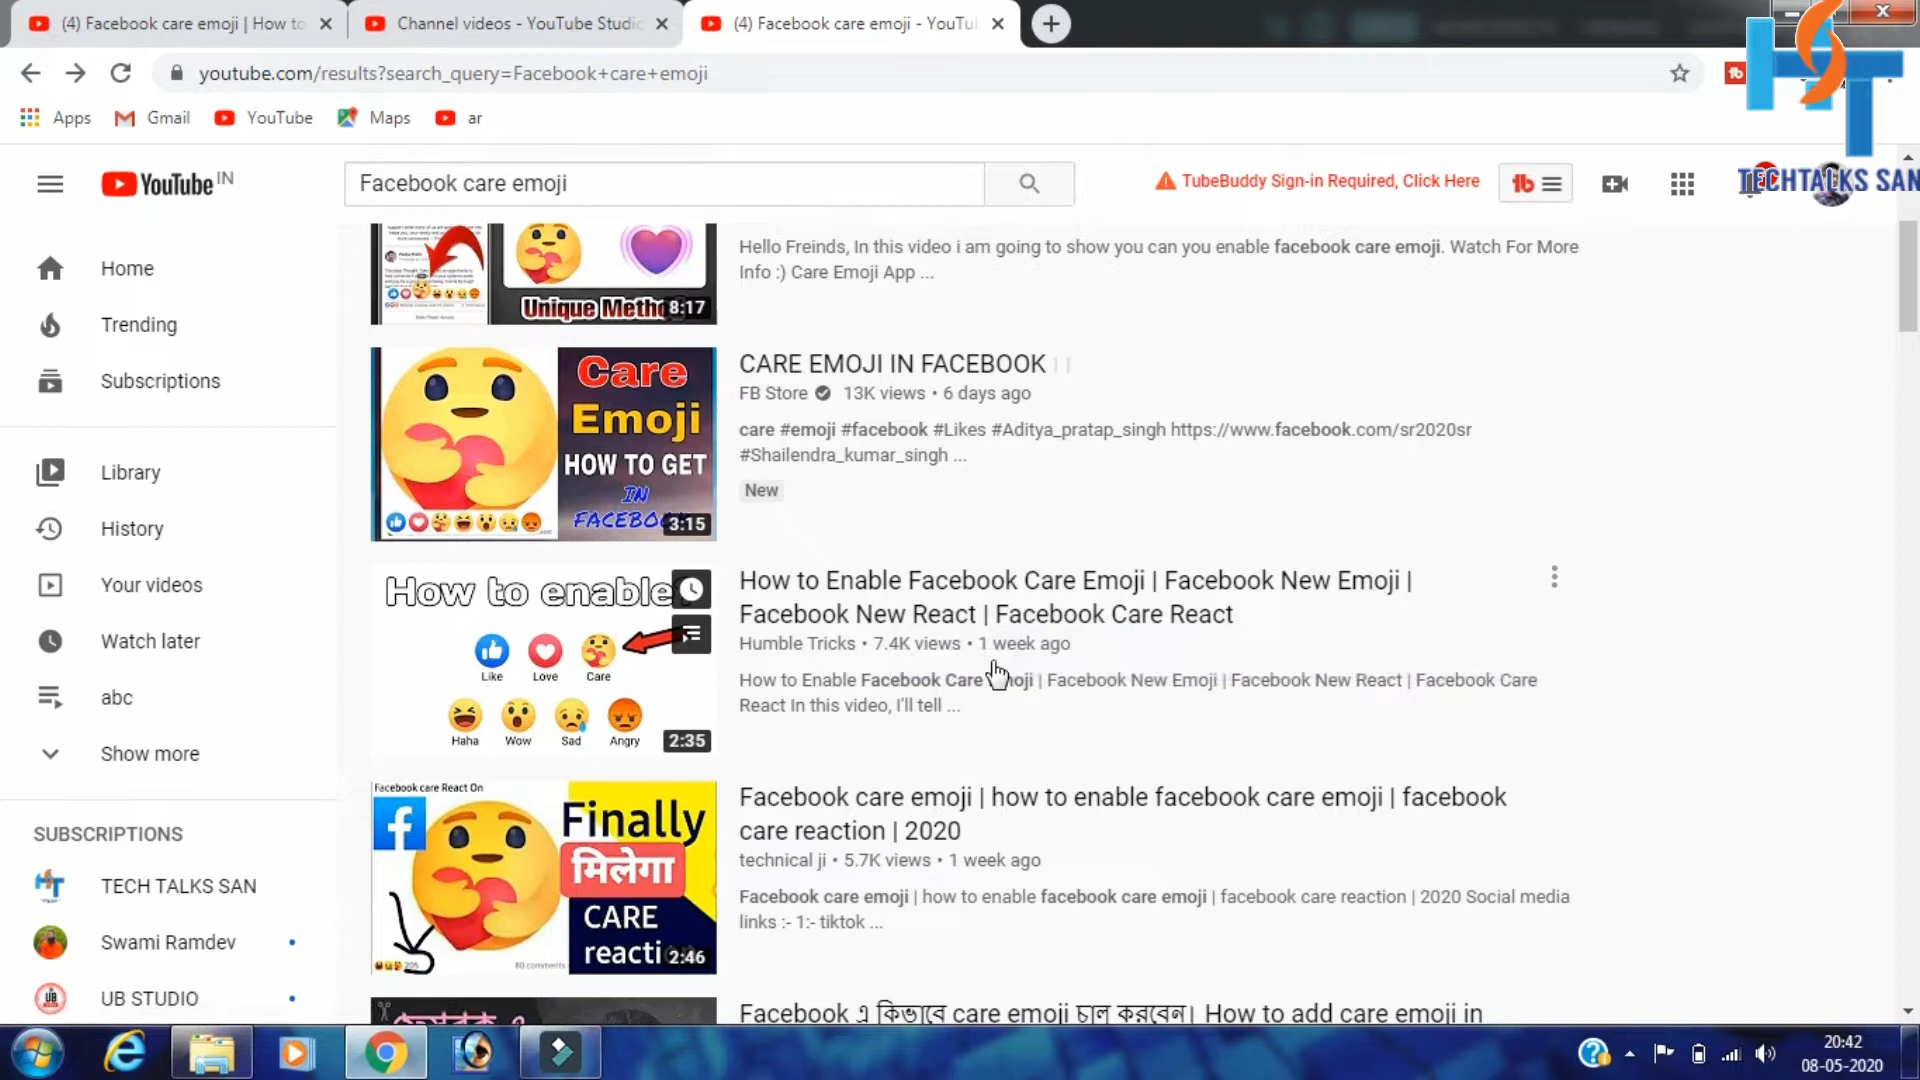 (4) Facebook care emoji | How to
Channel videos - YouTube Studio
(4) Facebook care emoji - YouTu
youtube.com/results?search_query=Facebook+care+emoji
Apps
Gmail
YouTube
Maps
ar
HT
TECHTALKS SAN
YouTube IN
Facebook care emoji
TubeBuddy Sign-in Required, Click Here
Home
Trending
Subscriptions
Library
History
Your videos
Watch later
abc
Show more
SUBSCRIPTIONS
TECH TALKS SAN
Swami Ramdev
UB STUDIO
Unique Metho
8:17
Hello Freinds, In this video i am going to show you can you enable facebook care emoji. Watch For More
Info :) Care Emoji App ...
Care
Emoji
HOW TO GET
IN
FACEBOO
3:15
CARE EMOJI IN FACEBOOK
FB Store 13K views • 6 days ago
care #emoji #facebook #Likes #Aditya_pratap_singh https://www.facebook.com/sr2020sr
#Shailendra_kumar_singh ...
New
How to enable
Like Love Care
Haha Wow Sad Angry
2:35
How to Enable Facebook Care Emoji | Facebook New Emoji |
Facebook New React | Facebook Care React
Humble Tricks • 7.4K views • 1 week ago
How to Enable Facebook Care Emoji | Facebook New Emoji | Facebook New React | Facebook Care
React In this video, I'll tell ...
Facebook care React On
Finally
मिलेगा
CARE
reacti
205
80 comments
2:46
Facebook care emoji | how to enable facebook care emoji | facebook
care reaction | 2020
technical ji • 5.7K views • 1 week ago
Facebook care emoji | how to enable facebook care emoji | facebook care reaction | 2020 Social media
links :- 1:- tiktok ...
Facebook এ কিভাবে care emoji চালু করবেন। How to add care emoji in
20:42
08-05-2020